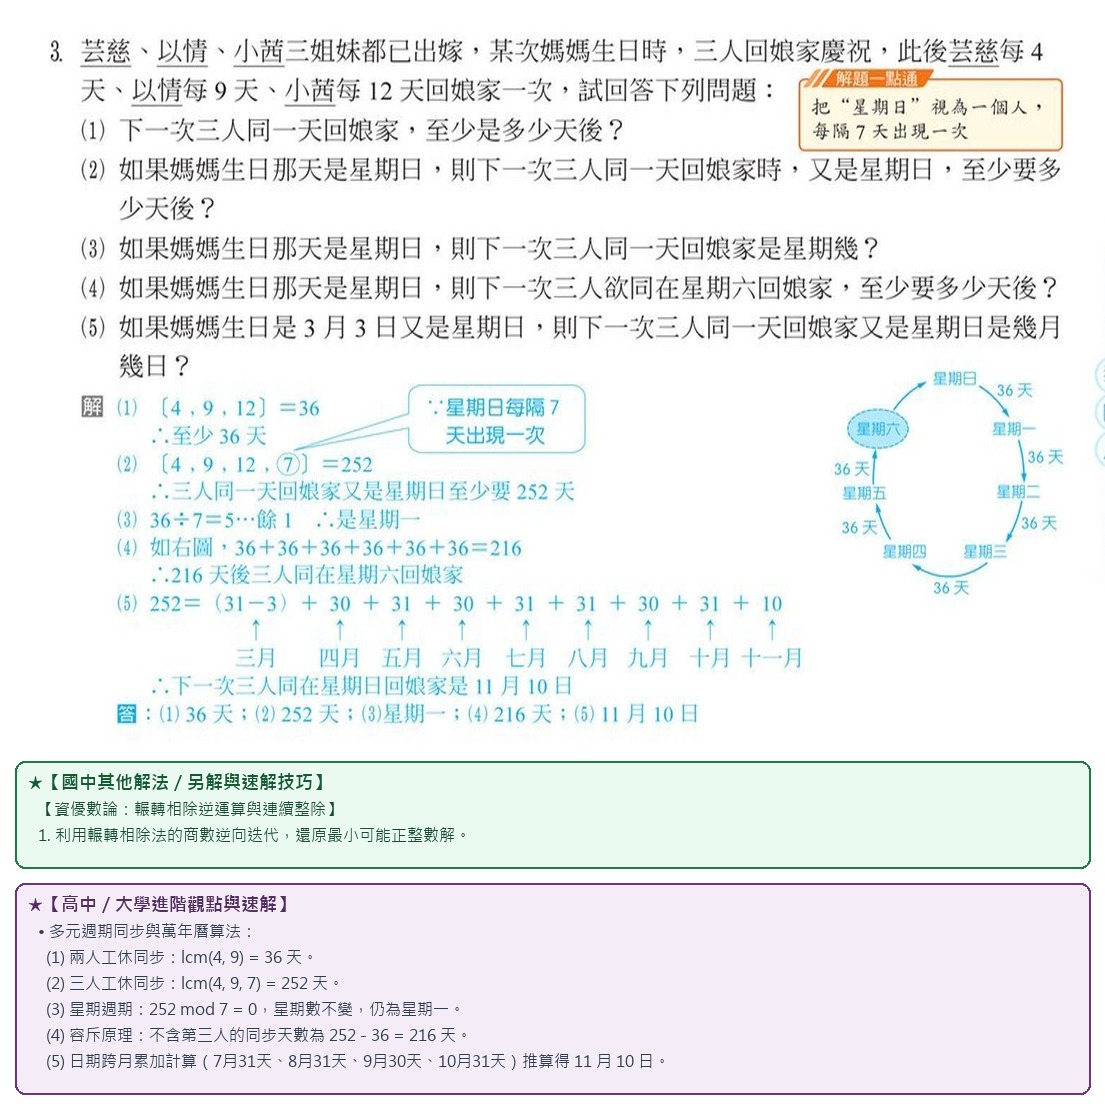 3. 芸慈、以情、小茜三姐妹都已出嫁，某次媽媽生日時，三人回娘家慶祝，此後芸慈每 4
天、以情每 9 天、小茜每 12 天回娘家一次，試回答下列問題：
解題一點通
把“星期日”視為一個人，
每隔 7 天出現一次
(1) 下一次三人同一天回娘家，至少是多少天後？
(2) 如果媽媽生日那天是星期日，則下一次三人同一天回娘家時，又是星期日，至少要多
少天後？
(3) 如果媽媽生日那天是星期日，則下一次三人同一天回娘家是星期幾？
(4) 如果媽媽生日那天是星期日，則下一次三人欲同在星期六回娘家，至少要多少天後？
(5) 如果媽媽生日是 3 月 3 日又是星期日，則下一次三人同一天回娘家又是星期日是幾月
幾日？
解 (1) 〔4，9，12〕＝36
∴至少 36 天
∵星期日每隔 7
天出現一次
(2) 〔4，9，12，⑦〕＝252
∴三人同一天回娘家又是星期日至少要 252 天
(3) 36÷7＝5…餘 1 ∴是星期一
(4) 如右圖，36＋36＋36＋36＋36＋36＝216
∴216 天後三人同在星期六回娘家
星期日
36 天
星期一
36 天
星期二
36 天
星期三
36 天
星期四
36 天
星期五
36 天
星期六
(5) 252＝（31－3）＋ 30 ＋ 31 ＋ 30 ＋ 31 ＋ 31 ＋ 30 ＋ 31 ＋ 10
↑ ↑ ↑ ↑ ↑ ↑ ↑ ↑ ↑
三月 四月 五月 六月 七月 八月 九月 十月 十一月
∴下一次三人同在星期日回娘家是 11 月 10 日
答：(1) 36 天；(2) 252 天；(3)星期一；(4) 216 天；(5) 11 月 10 日
★【國中其他解法 / 另解與速解技巧】
【資優數論：輾轉相除逆運算與連續整除】
1. 利用輾轉相除法的商數逆向迭代，還原最小可能正整數解。
★【高中 / 大學進階觀點與速解】
• 多元週期同步與萬年曆算法：
(1) 兩人工休同步：lcm(4, 9) = 36 天。
(2) 三人工休同步：lcm(4, 9, 7) = 252 天。
(3) 星期週期：252 mod 7 = 0，星期數不變，仍為星期一。
(4) 容斥原理：不含第三人的同步天數為 252 - 36 = 216 天。
(5) 日期跨月累加計算（7月31天、8月31天、9月30天、10月31天）推算得 11 月 10 日。